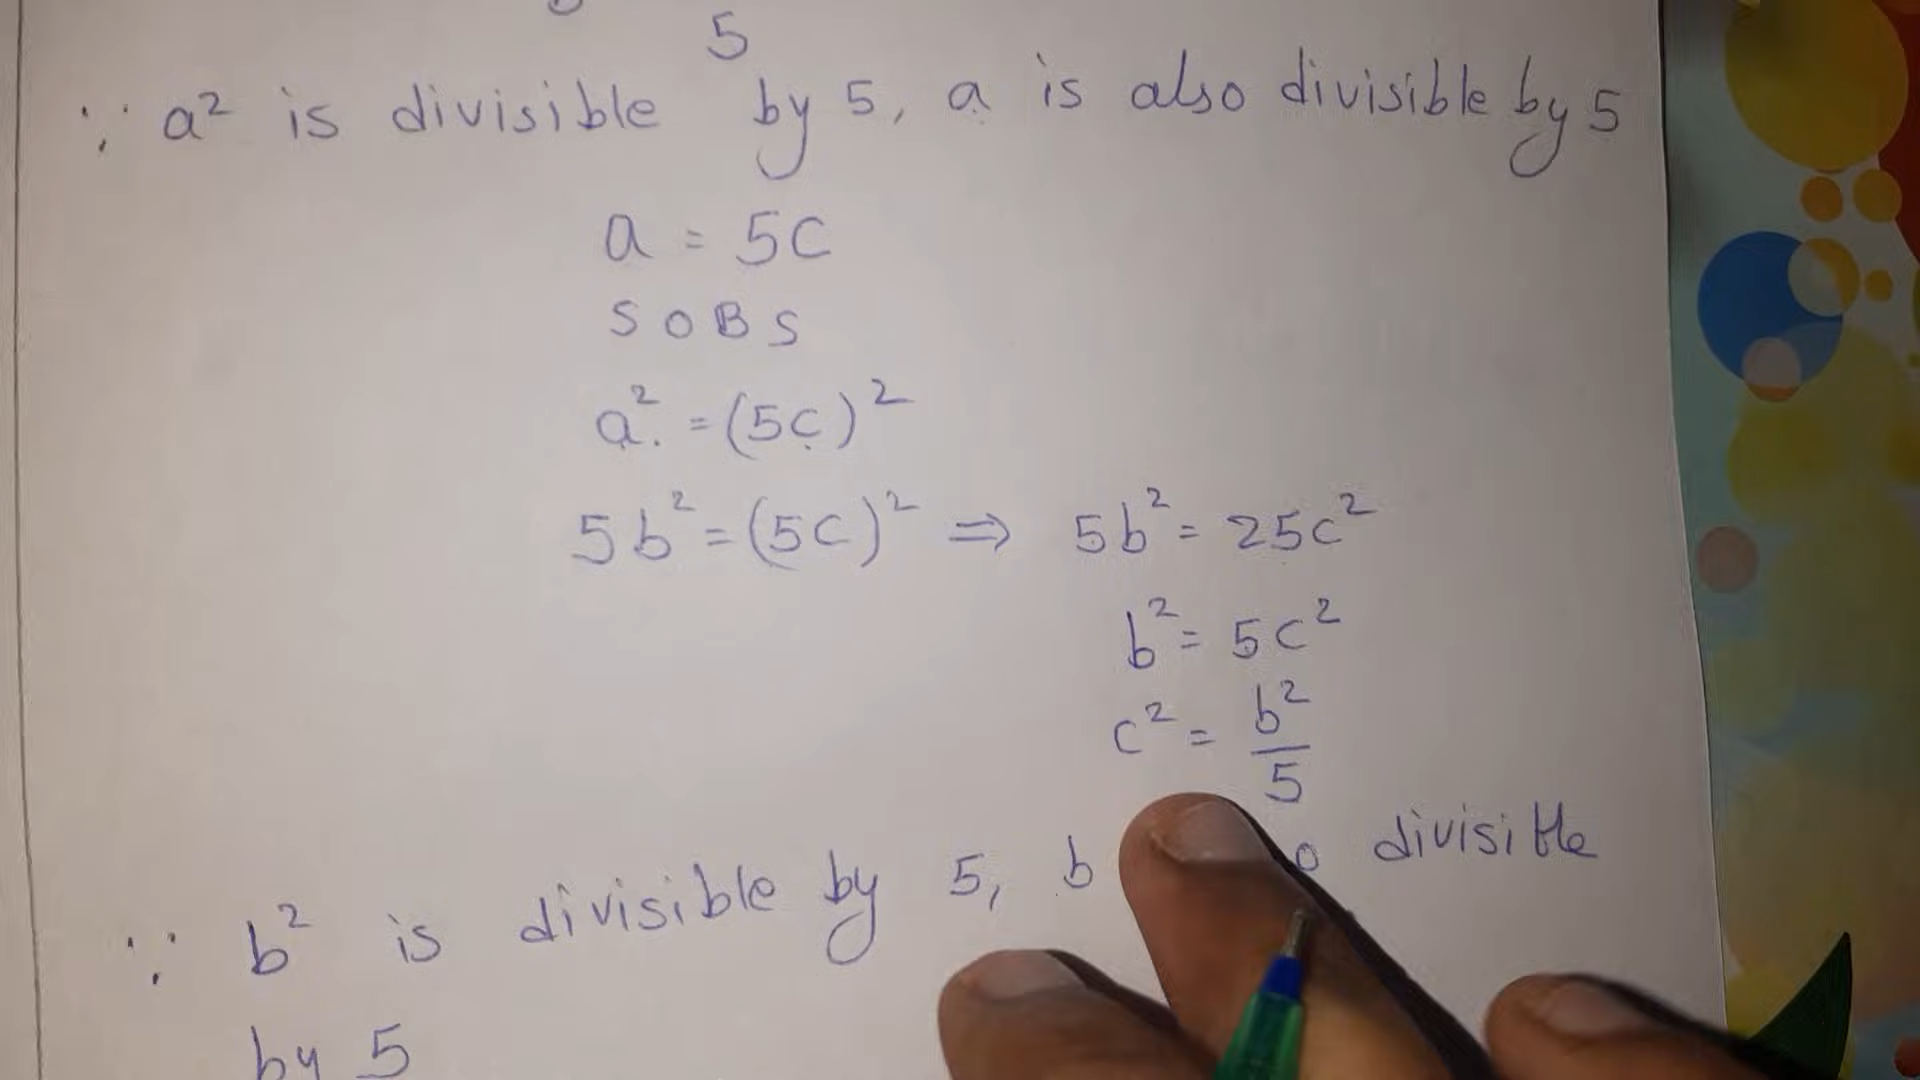 5
∵ a² is divisible by 5, a is also divisible by 5
a = 5C
S O B S
a² = (5C)²
5b² = (5C)² ⇒ 5b² = 25c²
b² = 5c²
c² = b²/5
∵ b² is divisible by 5, b divisible
by 5